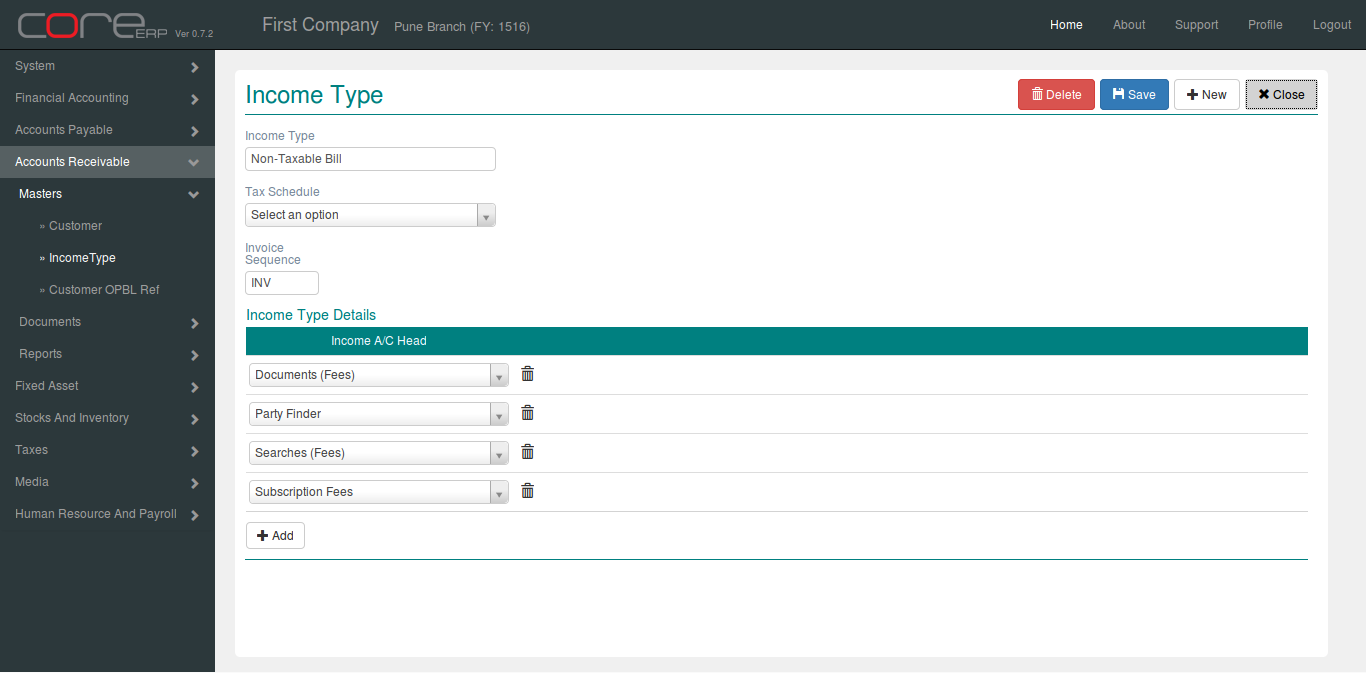 core ERP Ver 0.7.2
First Company Pune Branch (FY: 1516)
Home About Support Profile Logout
System
Financial Accounting
Accounts Payable
Accounts Receivable
Masters
» Customer
» IncomeType
» Customer OPBL Ref
Documents
Reports
Fixed Asset
Stocks And Inventory
Taxes
Media
Human Resource And Payroll
Income Type
Delete Save New Close
Income Type
Non-Taxable Bill
Tax Schedule
Select an option
Invoice
Sequence
INV
Income Type Details
Income A/C Head
Documents (Fees)
Party Finder
Searches (Fees)
Subscription Fees
Add